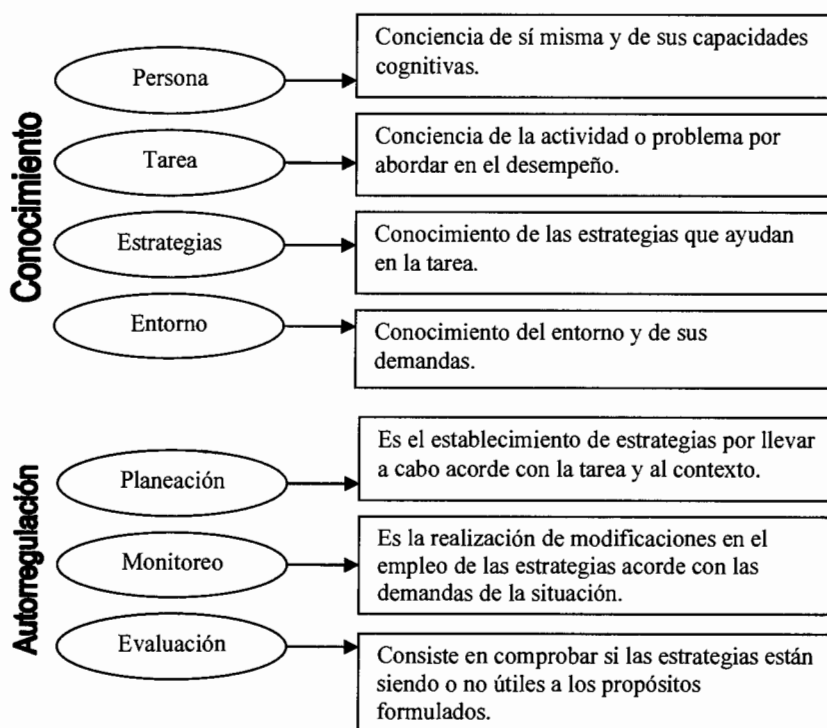 Conocimiento
Persona
Conciencia de sí misma y de sus capacidades
cognitivas.
Tarea
Conciencia de la actividad o problema por
abordar en el desempeño.
Estrategias
Conocimiento de las estrategias que ayudan
en la tarea.
Entorno
Conocimiento del entorno y de sus
demandas.
Autorregulación
Planeación
Es el establecimiento de estrategias por llevar
a cabo acorde con la tarea y al contexto.
Monitoreo
Es la realización de modificaciones en el
empleo de las estrategias acorde con las
demandas de la situación.
Evaluación
Consiste en comprobar si las estrategias están
siendo o no útiles a los propósitos
formulados.